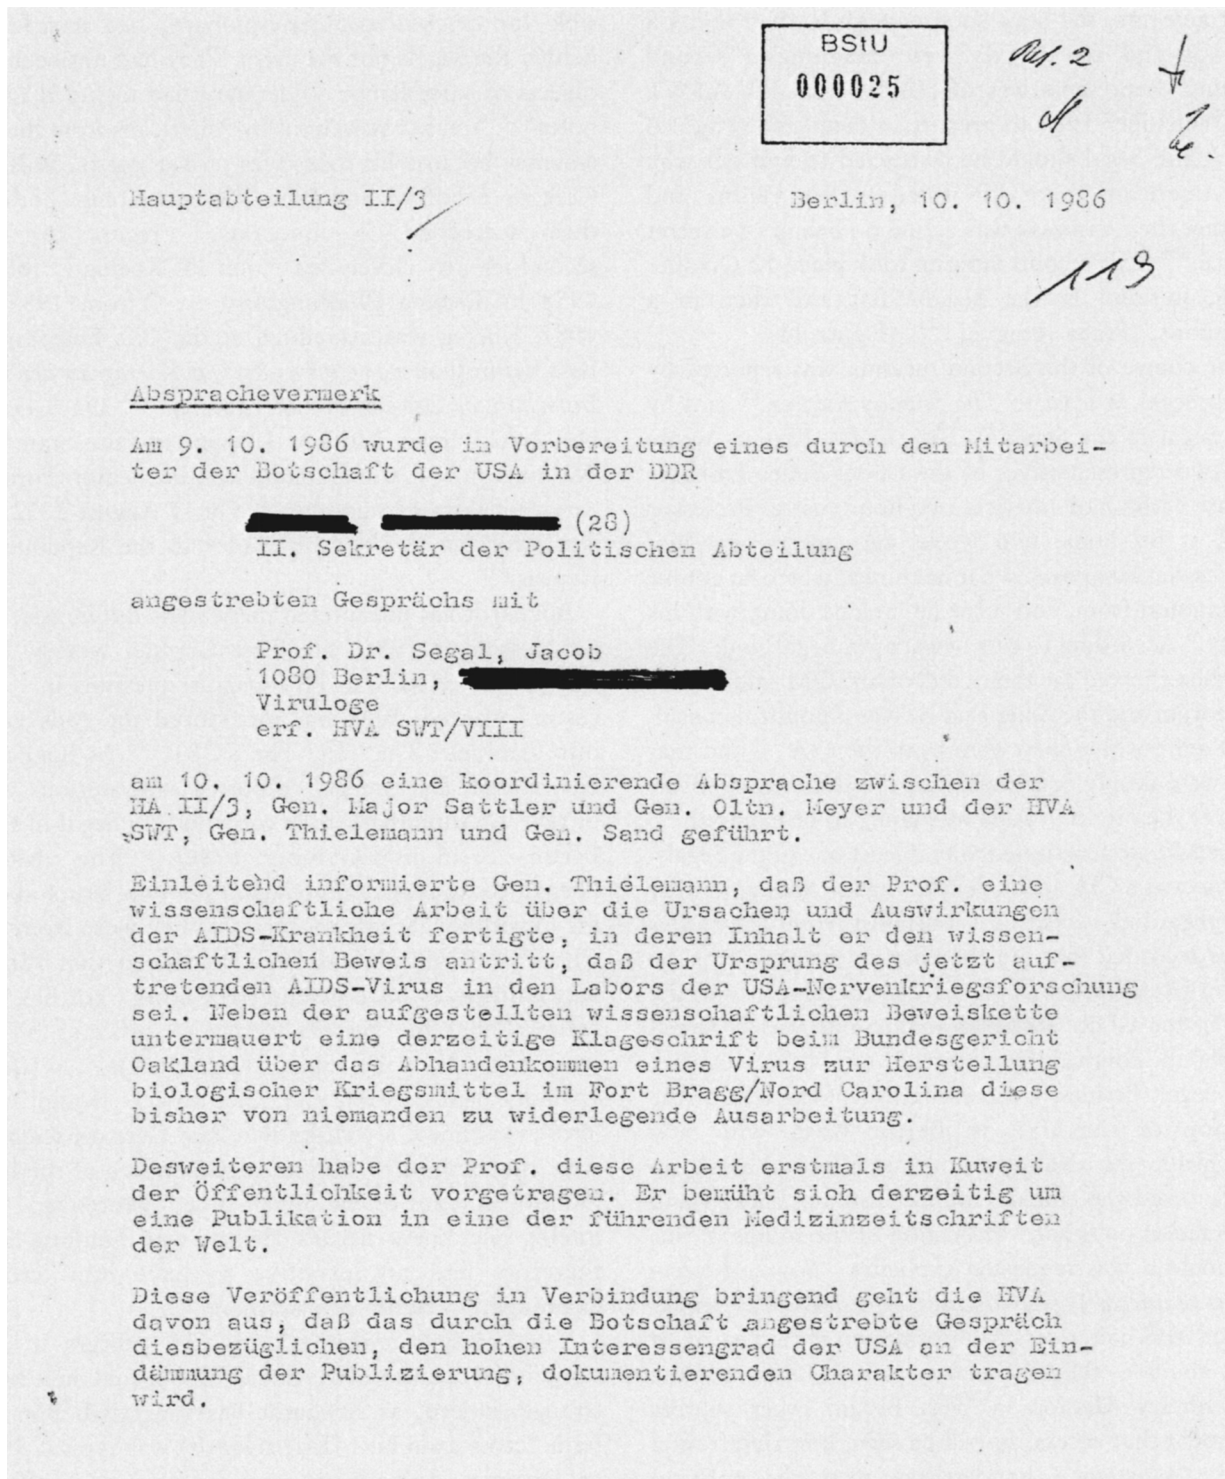 BStU
000025
Ref. 2
Hauptabteilung II/3
Berlin, 10. 10. 1986
119
Absprachevermerk
Am 9. 10. 1986 wurde in Vorbereitung eines durch den Mitarbei-
ter der Botschaft der USA in der DDR
(28)
II. Sekretär der Politischen Abteilung
angestrebten Gesprächs mit
Prof. Dr. Segal, Jacob
1080 Berlin,
Viruloge
erf. HVA SWT/VIII
am 10. 10. 1986 eine koordinierende Absprache zwischen der
HA II/3, Gen. Major Sattler und Gen. Oltn. Meyer und der HVA
SWT, Gen. Thielemann und Gen. Sand geführt.
Einleitend informierte Gen. Thielemann, daß der Prof. eine
wissenschaftliche Arbeit über die Ursachen und Auswirkungen
der AIDS-Krankheit fertigte, in deren Inhalt er den wissen-
schaftlichen Beweis antritt, daß der Ursprung des jetzt auf-
tretenden AIDS-Virus in den Labors der USA-Nervenkriegsforschung
sei. Neben der aufgestellten wissenschaftlichen Beweiskette
untermauert eine derzeitige Klageschrift beim Bundesgericht
Oakland über das Abhandenkommen eines Virus zur Herstellung
biologischer Kriegsmittel im Fort Bragg/Nord Carolina diese
bisher von niemanden zu widerlegende Ausarbeitung.
Desweiteren habe der Prof. diese Arbeit erstmals in Kuweit
der Öffentlichkeit vorgetragen. Er bemüht sich derzeitig um
eine Publikation in eine der führenden Medizinzeitschriften
der Welt.
Diese Veröffentlichung in Verbindung bringend geht die HVA
davon aus, daß das durch die Botschaft angestrebte Gespräch
diesbezüglichen, den hohen Interessengrad der USA an der Ein-
dämmung der Publizierung, dokumentierenden Charakter tragen
wird.